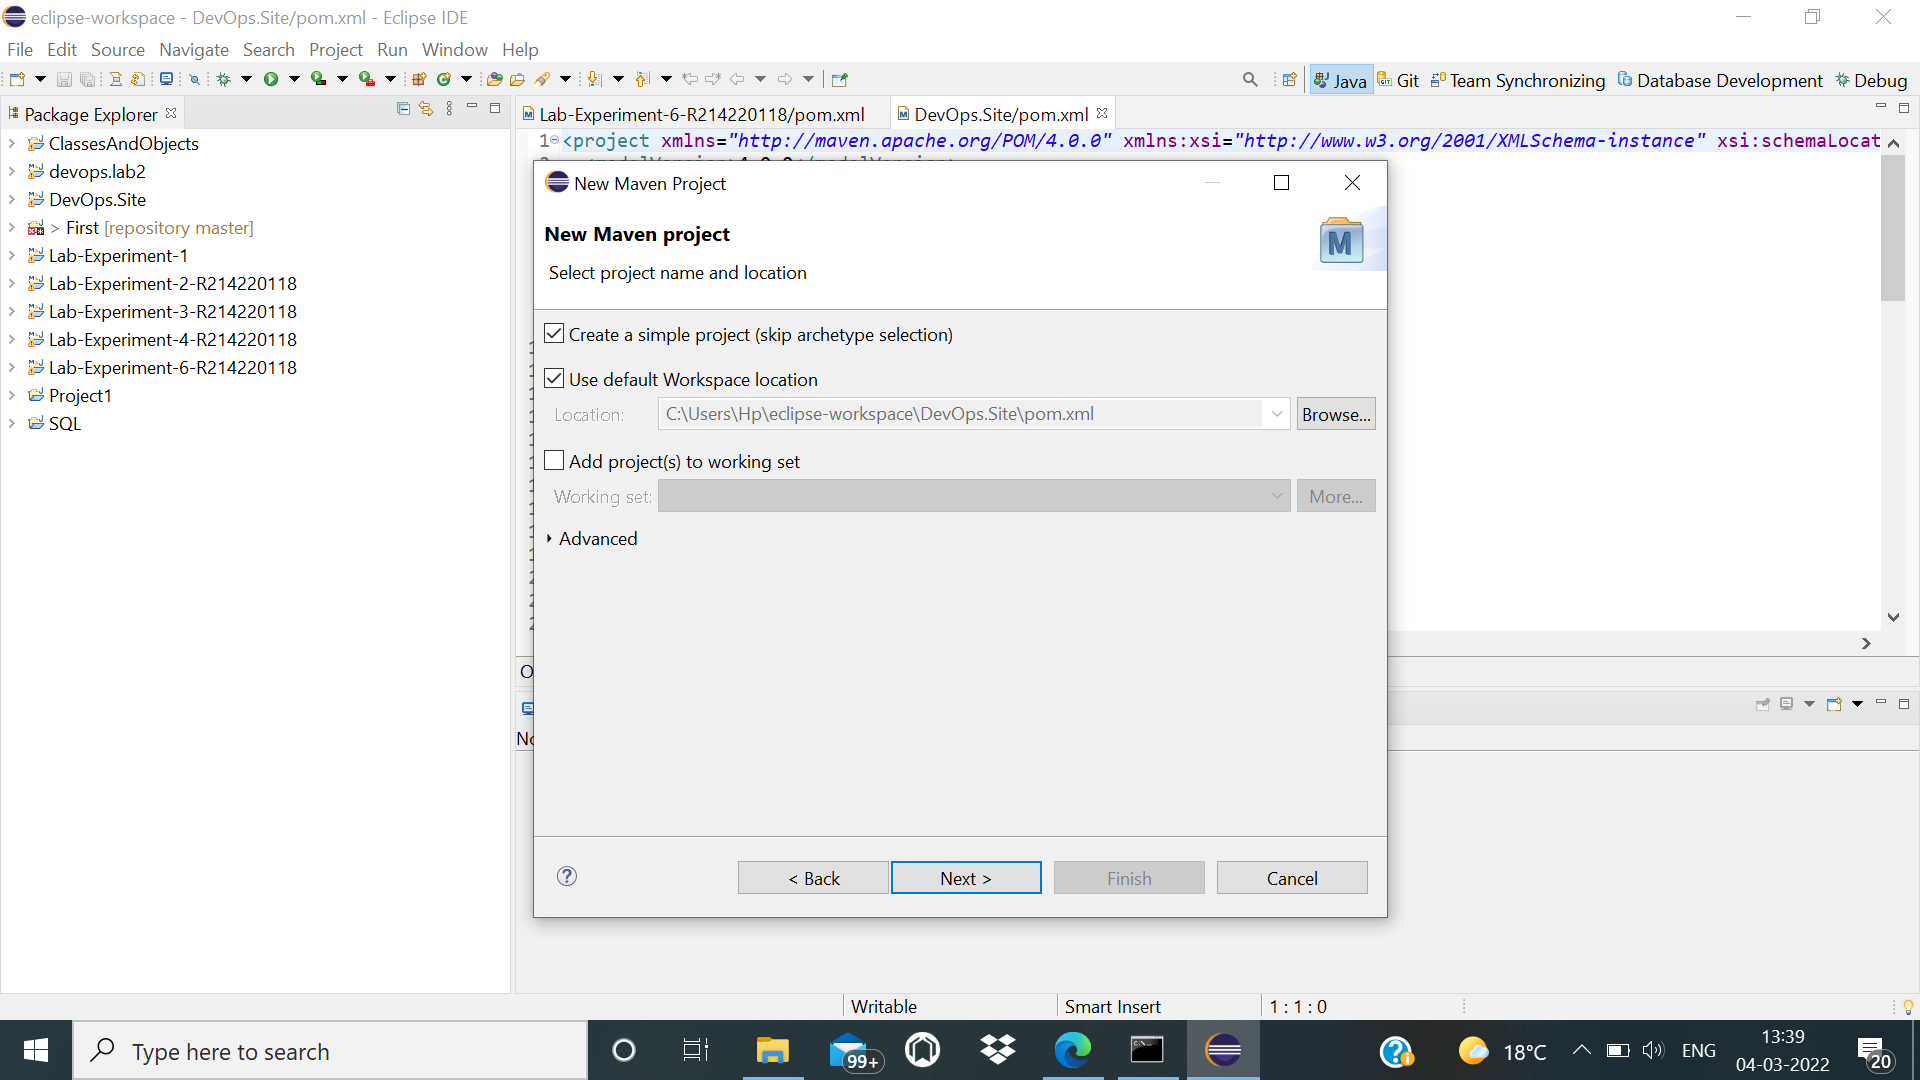 eclipse-workspace - DevOps.Site/pom.xml - Eclipse IDE
File Edit Source Navigate Search Project Run Window Help
Java Git Team Synchronizing Database Development Debug
Package Explorer
Lab-Experiment-6-R214220118/pom.xml DevOps.Site/pom.xml
1 <project xmlns="http://maven.apache.org/POM/4.0.0" xmlns:xsi="http://www.w3.org/2001/XMLSchema-instance" xsi:schemaLocat
ClassesAndObjects
devops.lab2
DevOps.Site
> First [repository master]
Lab-Experiment-1
Lab-Experiment-2-R214220118
Lab-Experiment-3-R214220118
Lab-Experiment-4-R214220118
Lab-Experiment-6-R214220118
Project1
SQL
New Maven Project
New Maven project
Select project name and location
M
Create a simple project (skip archetype selection)
Use default Workspace location
Location: C:\Users\Hp\eclipse-workspace\DevOps.Site\pom.xml Browse...
Add project(s) to working set
Working set: More...
Advanced
< Back Next > Finish Cancel
Writable Smart Insert 1 : 1 : 0
Type here to search
99+
18°C ENG
13:39
04-03-2022
20